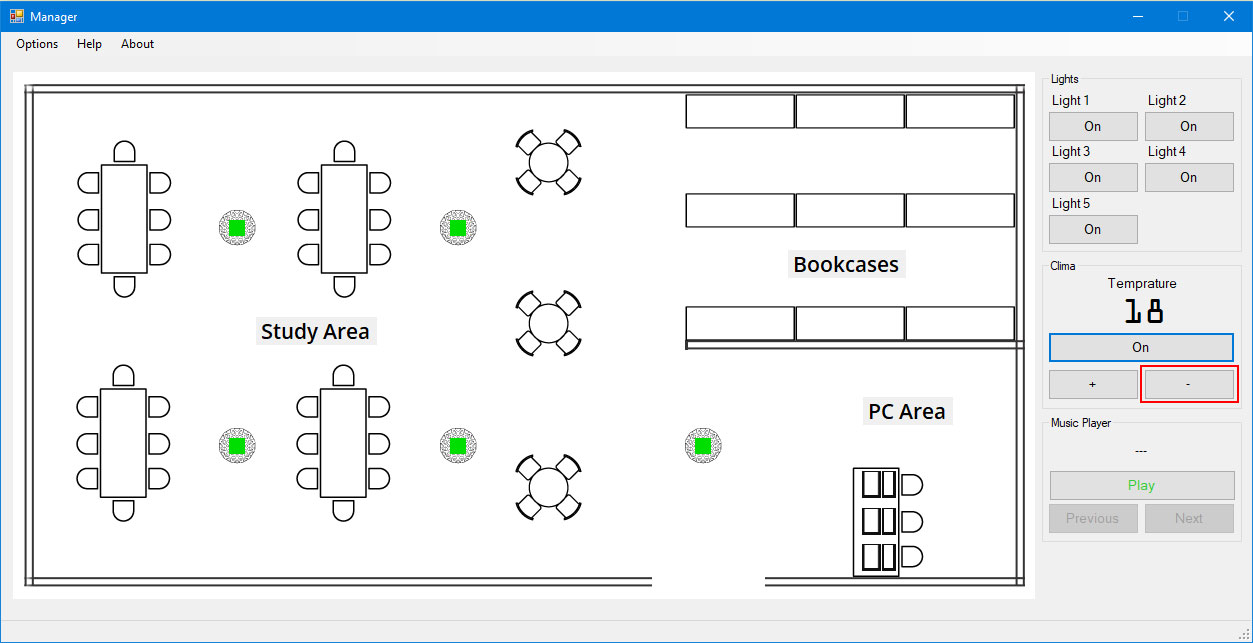 Manager
Options Help About
Lights
Light 1 Light 2
On On
Light 3 Light 4
On On
Light 5
On
Clima
Temprature
18
On
+ -
Music Player
---
Play
Previous Next
Study Area
Bookcases
PC Area